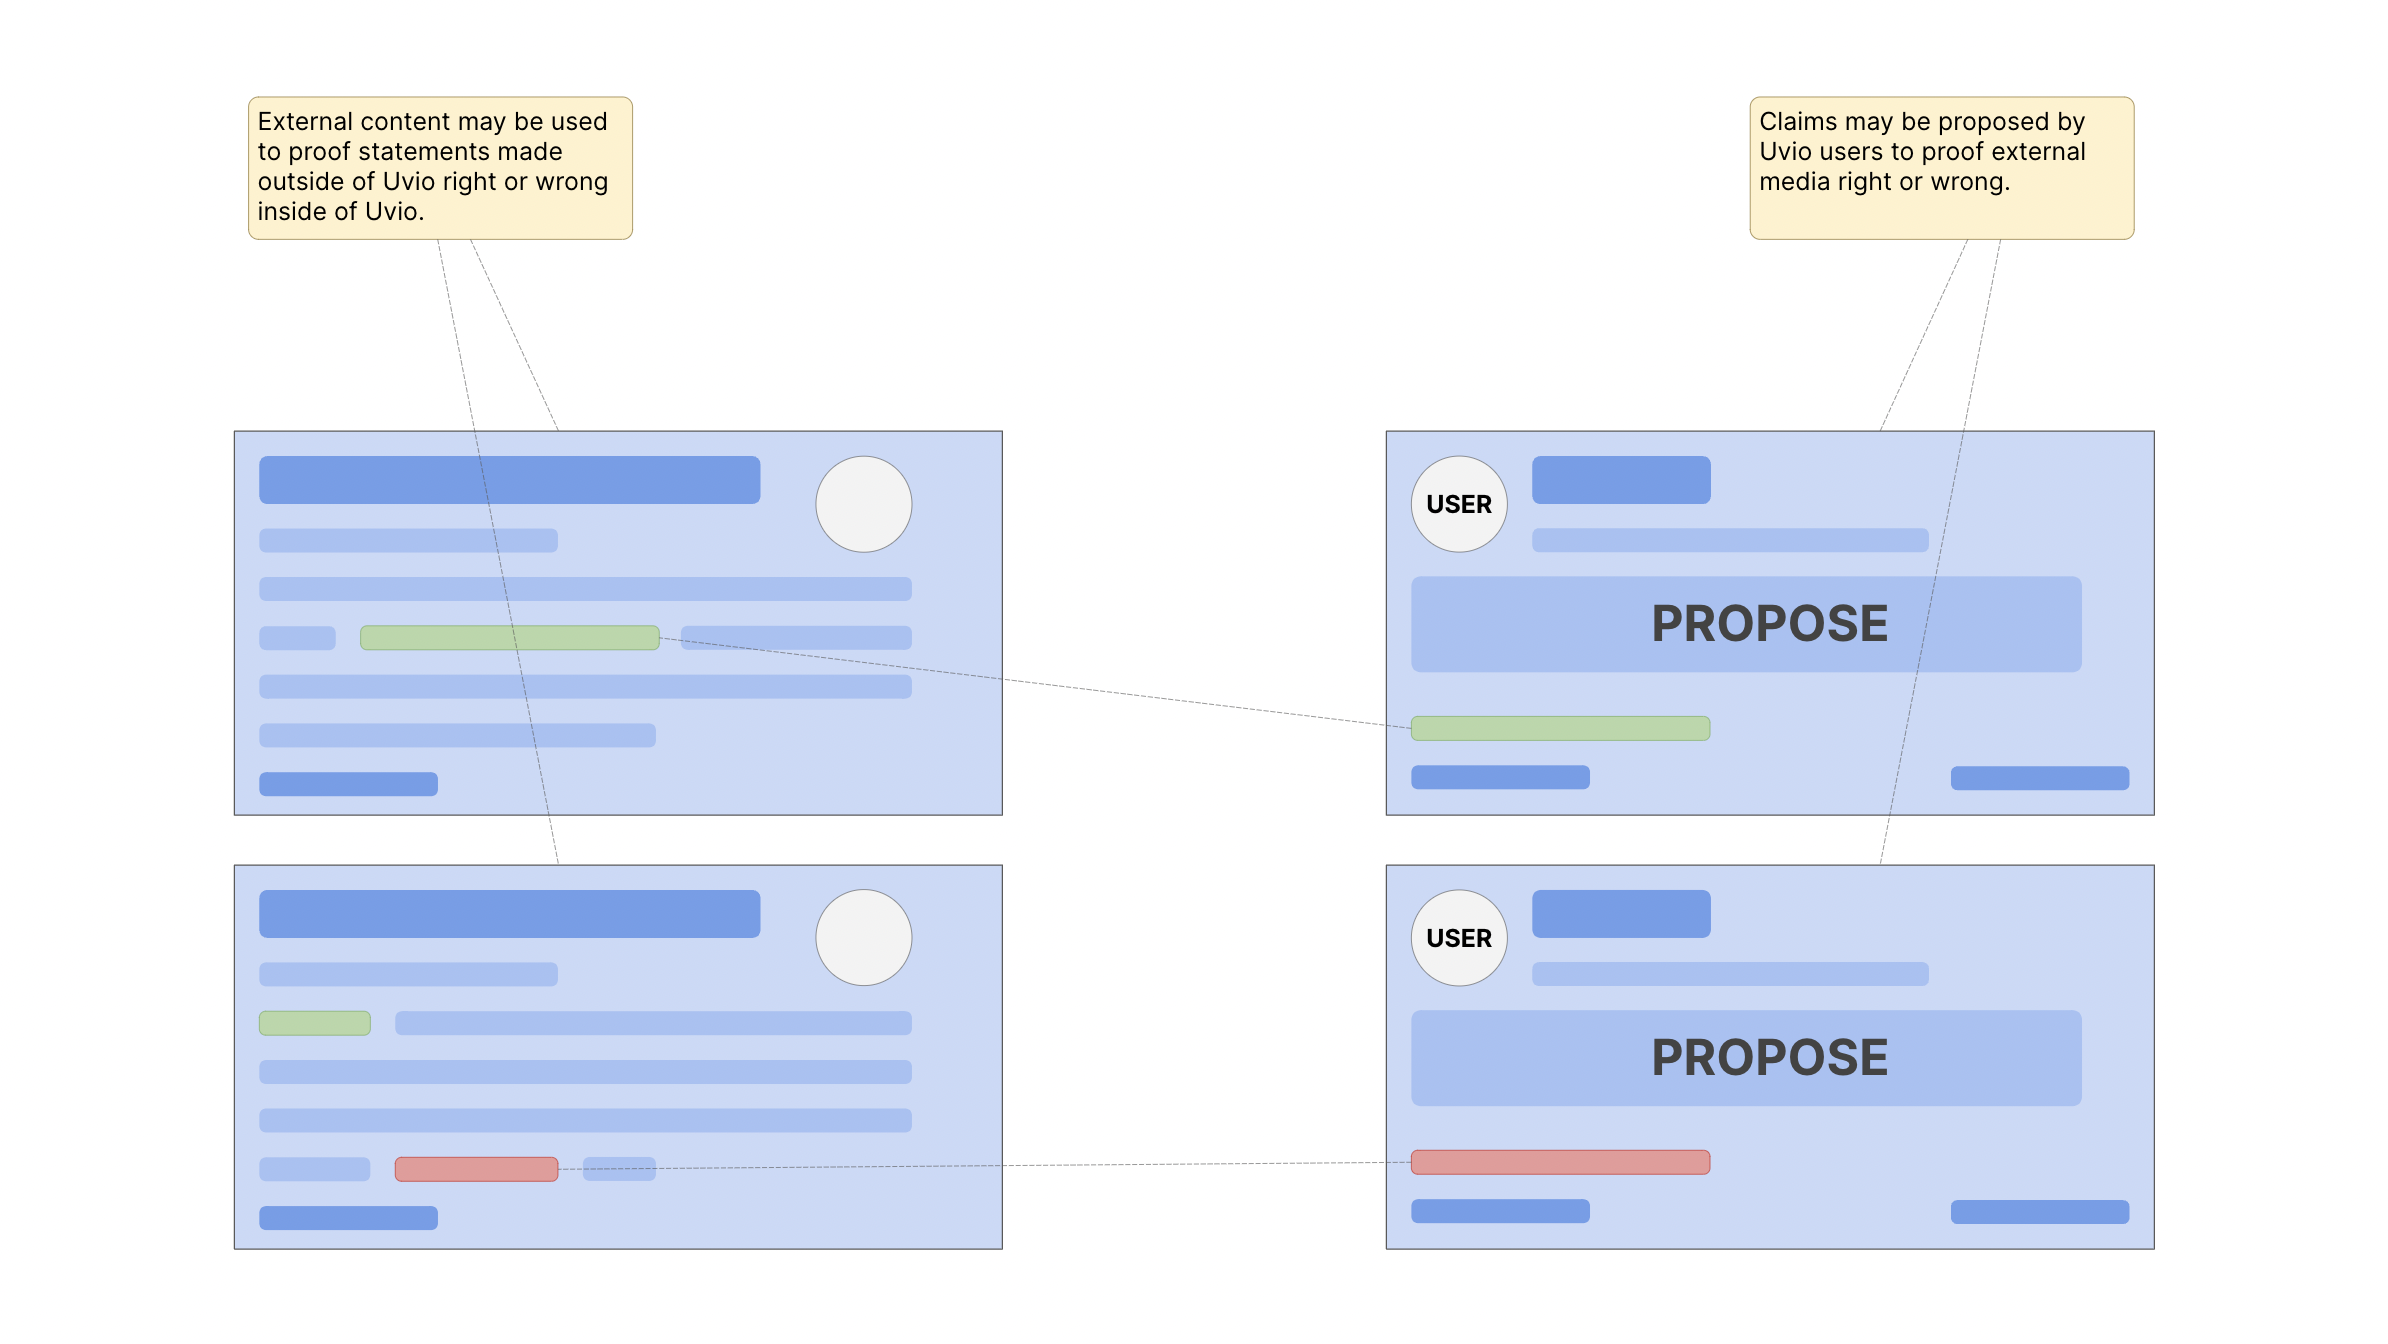 External content may be used
to proof statements made
outside of Uvio right or wrong
inside of Uvio.
Claims may be proposed by
Uvio users to proof external
media right or wrong.
USER
PROPOSE
USER
PROPOSE